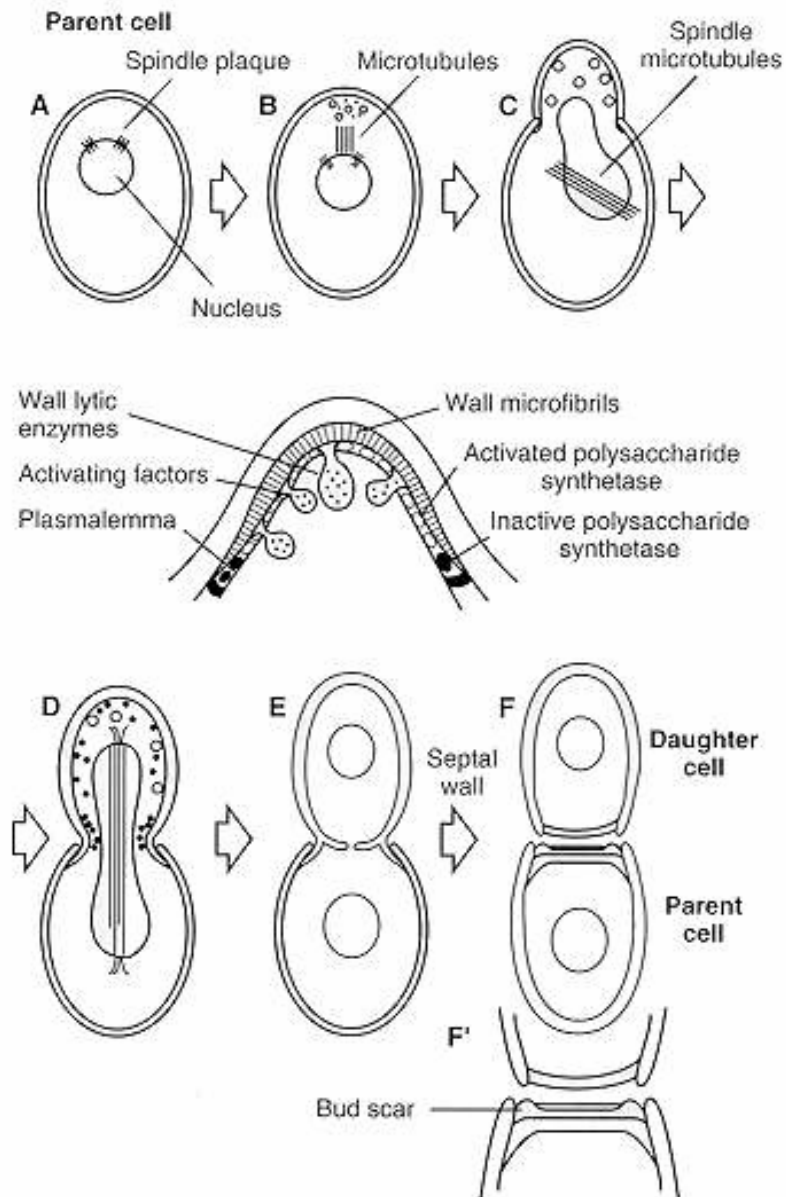 Parent cell
Spindle plaque
Microtubules
Spindle
microtubules
A
B
C
Nucleus
Wall lytic
enzymes
Wall microfibrils
Activating factors
Activated polysaccharide
synthetase
Plasmalemma
Inactive polysaccharide
synthetase
D
E
F
Septal
wall
Daughter
cell
Parent
cell
F'
Bud scar